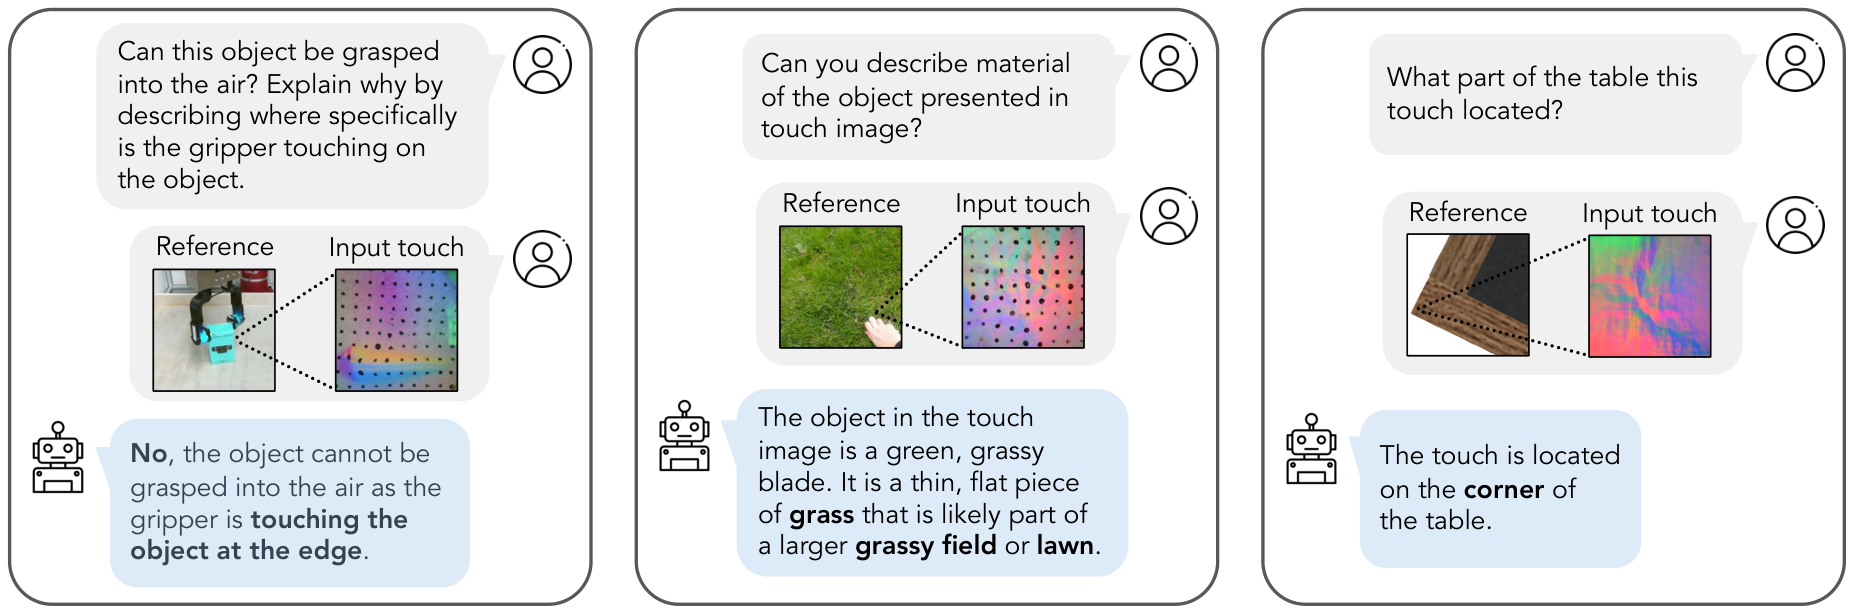 Can this object be grasped
into the air? Explain why by
describing where specifically
is the gripper touching on
the object.
Reference
Input touch
No, the object cannot be
grasped into the air as the
gripper is touching the
object at the edge.
Can you describe material
of the object presented in
touch image?
Reference
Input touch
The object in the touch
image is a green, grassy
blade. It is a thin, flat piece
of grass that is likely part of
a larger grassy field or lawn.
What part of the table this
touch located?
Reference
Input touch
The touch is located
on the corner of
the table.